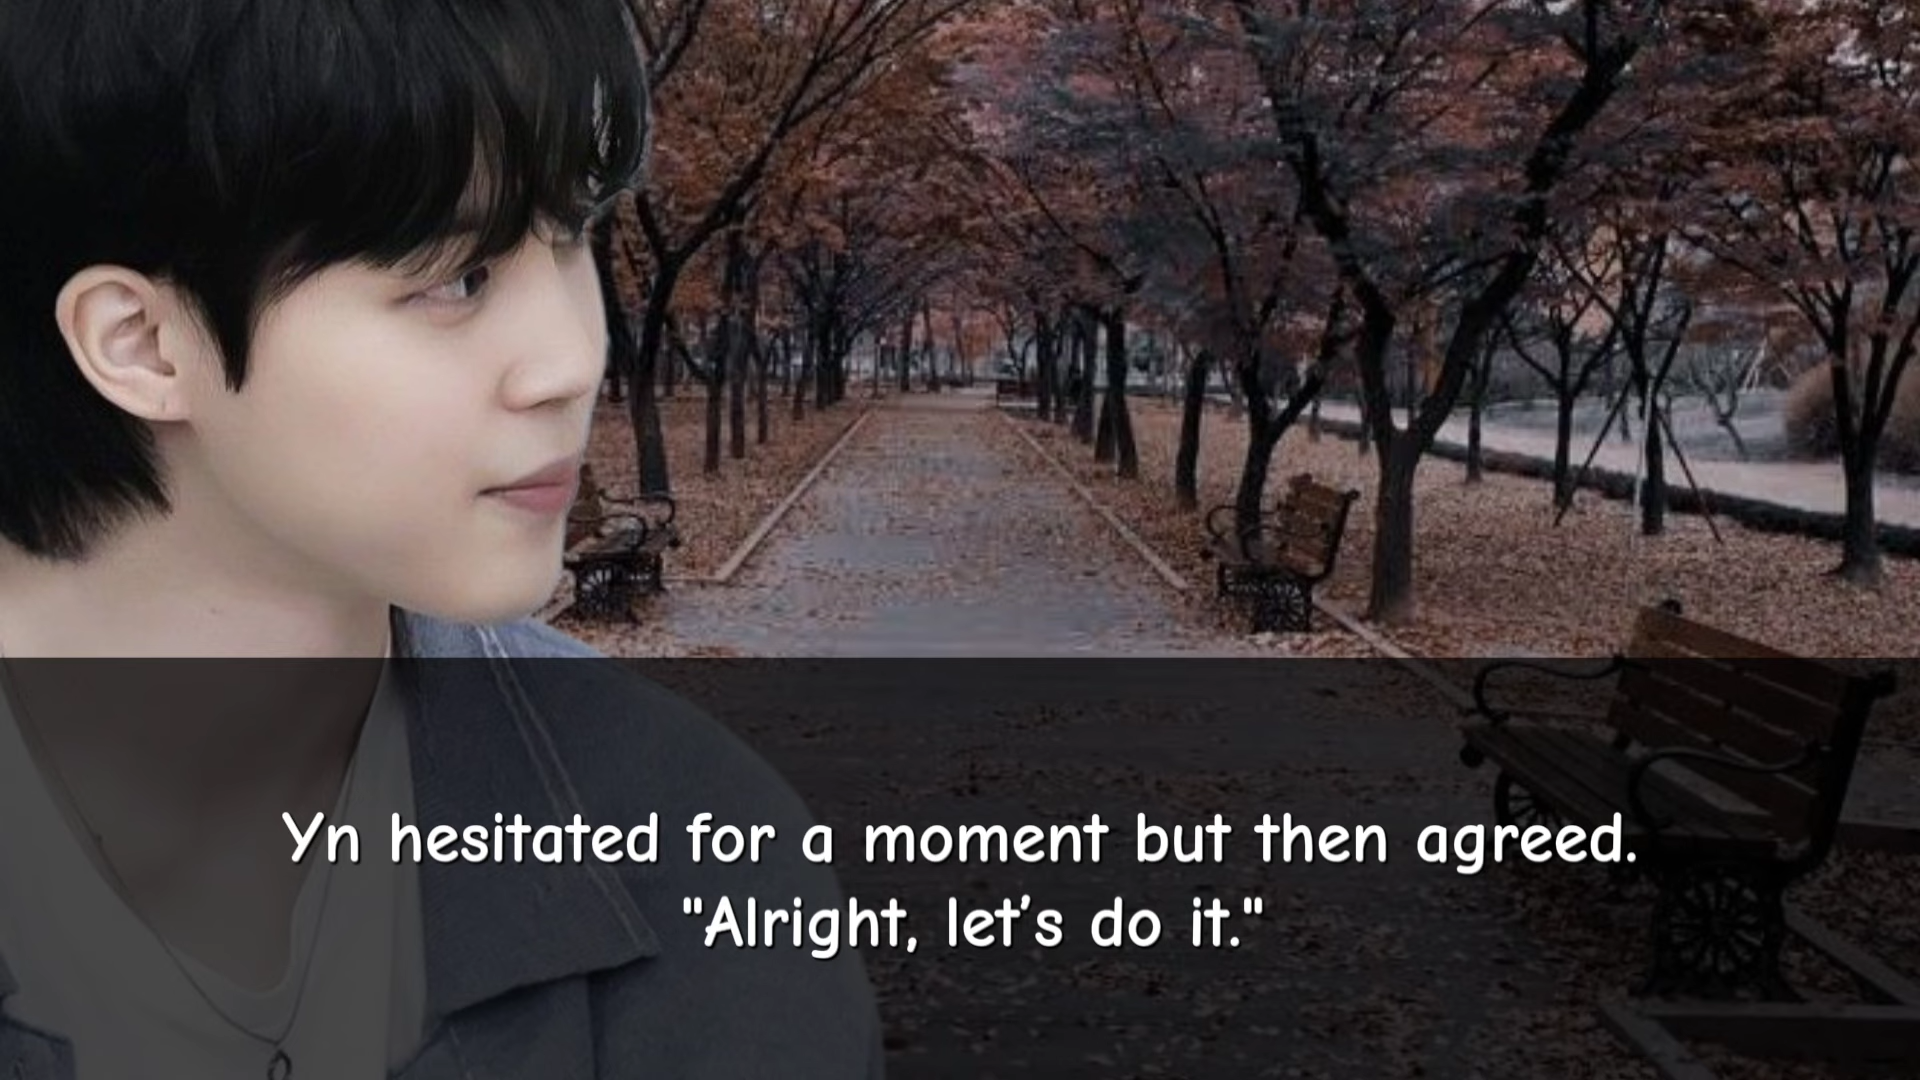 Yn hesitated for a moment but then agreed.
"Alright, let’s do it."